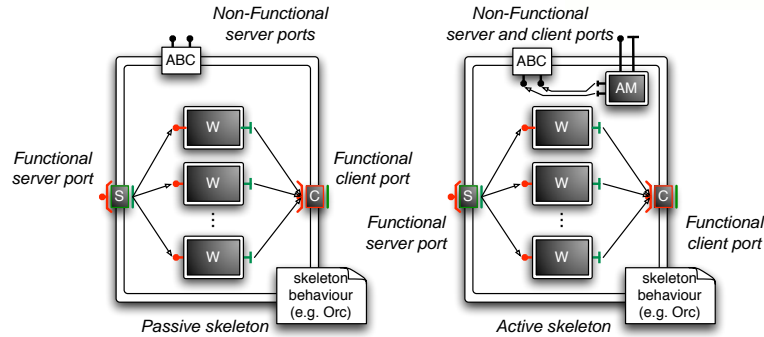 Non-Functional
server ports
ABC
W
Functional
server port
Functional
client port
S
W
C
...
W
skeleton
behaviour
(e.g. Orc)
Passive skeleton
Non-Functional
server and client ports
ABC
AM
W
S
W
C
Functional
server port
...
Functional
client port
W
skeleton
behaviour
(e.g. Orc)
Active skeleton